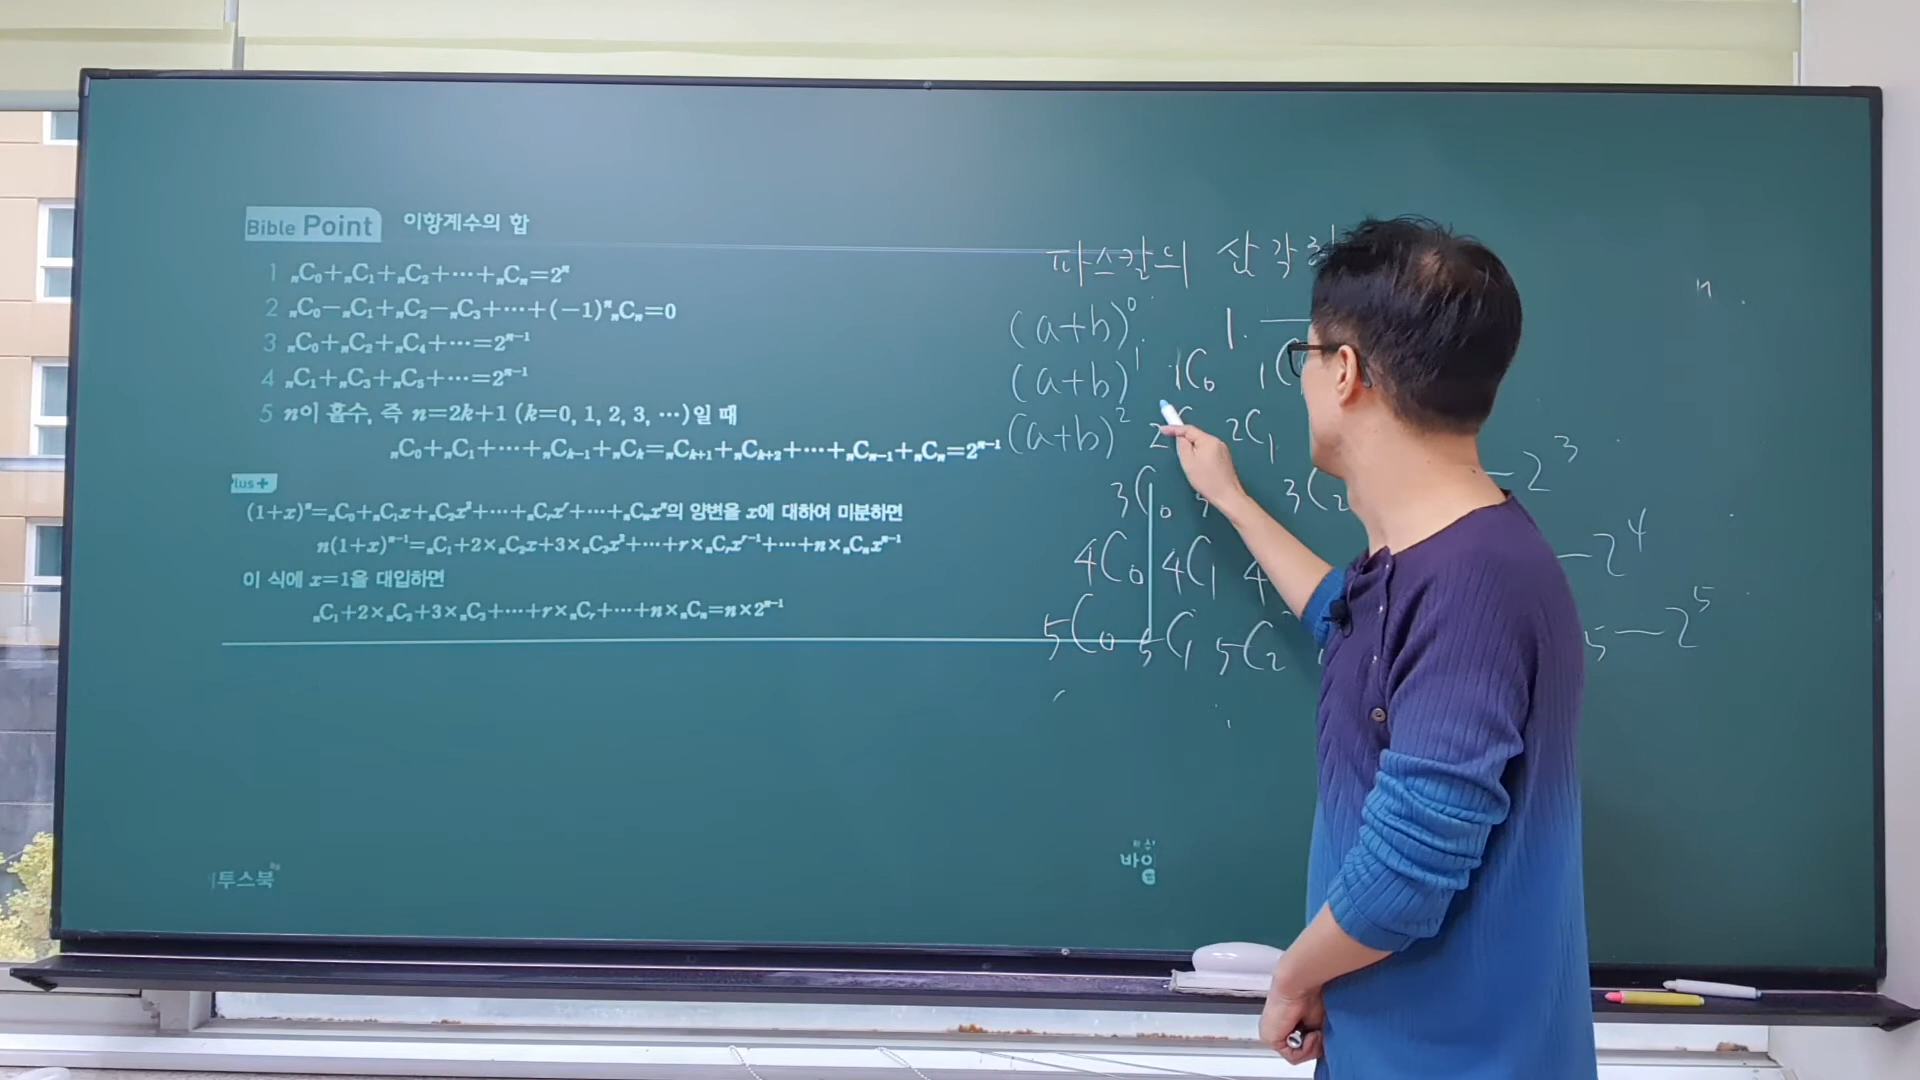 Bible Point 이항계수의 합
1 ₙC₀+ₙC₁+ₙC₂+⋯+ₙCₙ=2ⁿ
2 ₙC₀−ₙC₁+ₙC₂−ₙC₃+⋯+(−1)ⁿₙCₙ=0
3 ₙC₀+ₙC₂+ₙC₄+⋯=2ⁿ⁻¹
4 ₙC₁+ₙC₃+ₙC₅+⋯=2ⁿ⁻¹
5 n이 홀수, 즉 n=2k+1 (k=0, 1, 2, 3, ⋯)일 때
ₙC₀+ₙC₁+⋯+ₙCₖ₋₁+ₙCₖ=ₙCₖ₊₁+ₙCₖ₊₂+⋯+ₙCₙ₋₁+ₙCₙ=2ⁿ⁻¹
lus+
(1+x)ⁿ=ₙC₀+ₙC₁x+ₙC₂x²+⋯+ₙCᵣxʳ+⋯+ₙCₙxⁿ의 양변을 x에 대하여 미분하면
n(1+x)ⁿ⁻¹=ₙC₁+2×ₙC₂x+3×ₙC₃x²+⋯+r×ₙCᵣxʳ⁻¹+⋯+n×ₙCₙxⁿ⁻¹
이 식에 x=1을 대입하면
ₙC₁+2×ₙC₂+3×ₙC₃+⋯+r×ₙCᵣ+⋯+n×ₙCₙ=n×2ⁿ⁻¹
투스북
바이
파스칼의 삼각
(a+b)⁰ 1
(a+b)¹ ₁C₀ ₁C
(a+b)² ₂C ₂C₁
₃C₀ 3 ₃C₂ — 2³
₄C₀ ₄C₁ 4 — 2⁴
₅C₀ ₅C₁ ₅C₂ 5 — 2⁵
n